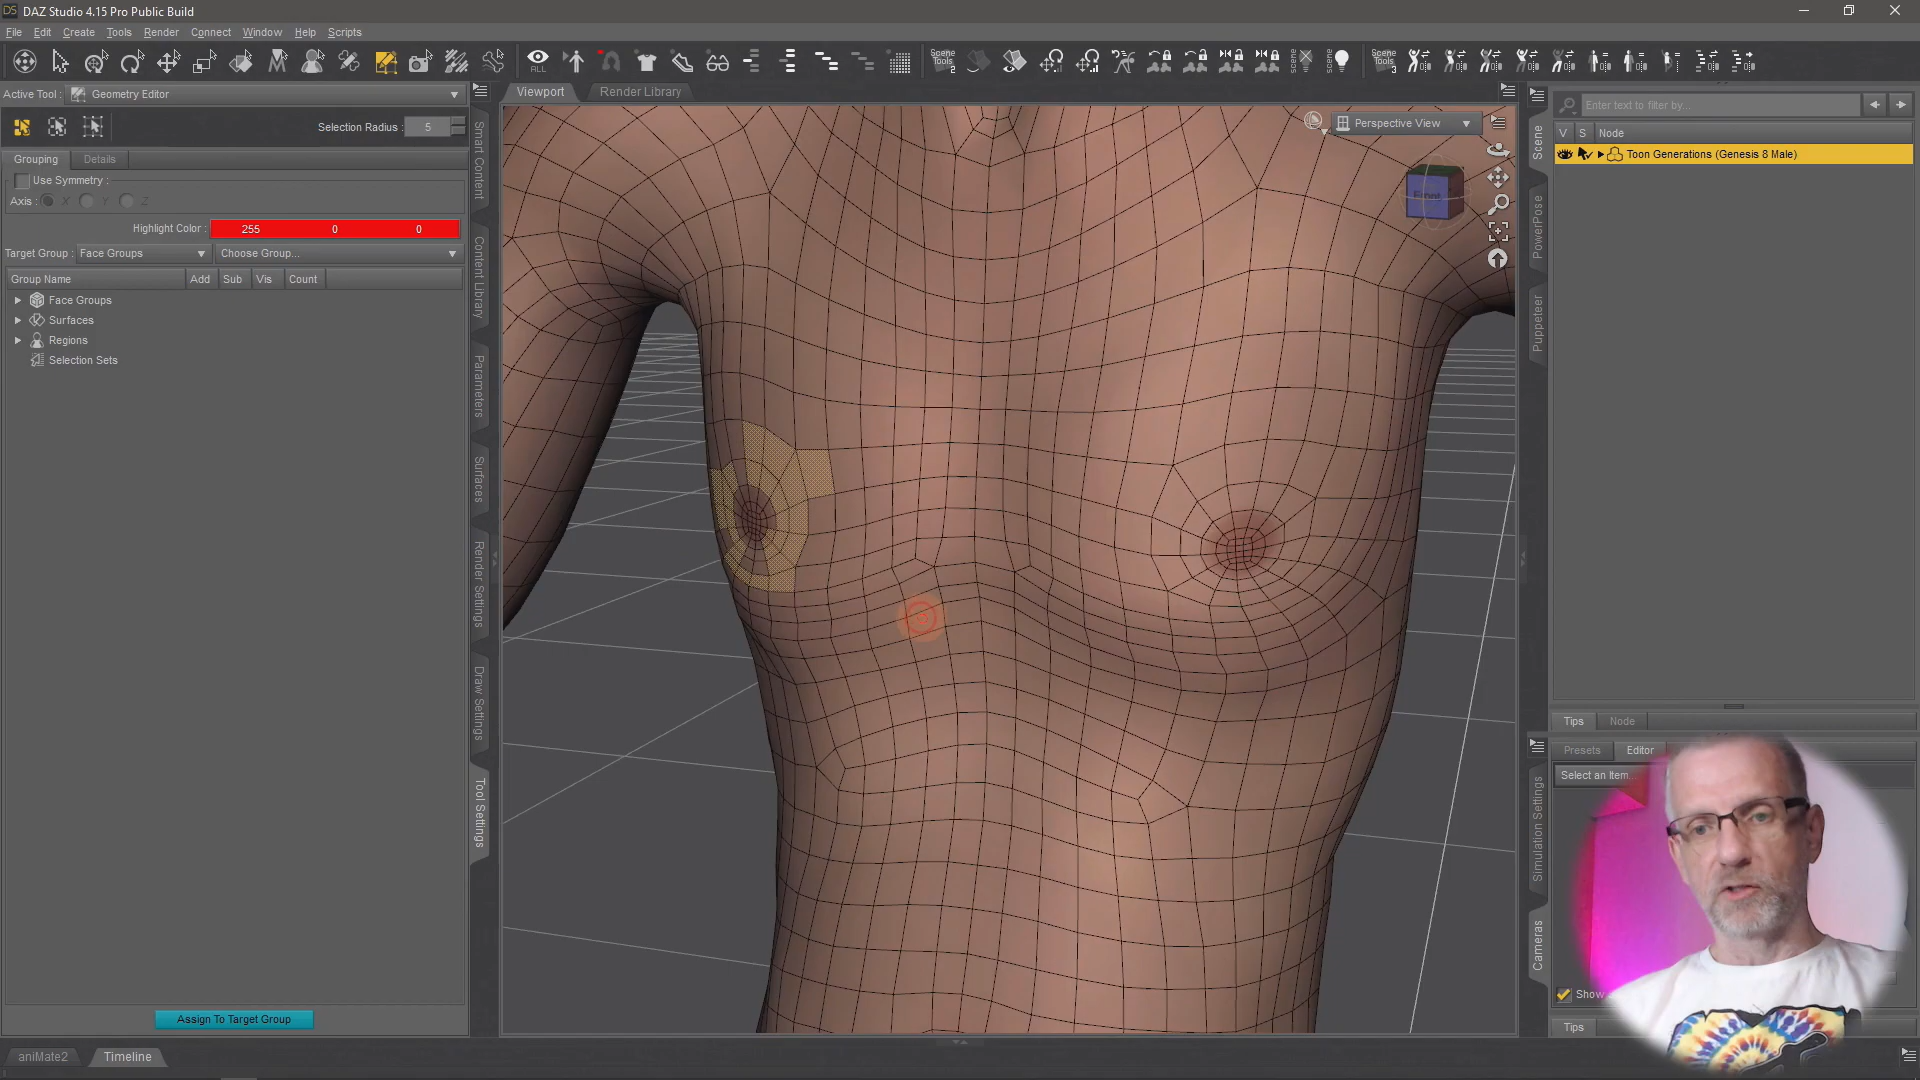 DAZ Studio 4.15 Pro Public Build
File Edit Create Tools Render Connect Window Help Scripts
ALL
Scene Tools 2
Scene Tools 3
Active Tool : Geometry Editor
Viewport Render Library
Selection Radius : 5
Grouping Details
Use Symmetry :
Axis : X Y Z
Highlight Color : 255 0 0
Target Group : Face Groups Choose Group...
Group Name Add Sub Vis Count
Face Groups
Surfaces
Regions
Selection Sets
Assign To Target Group
aniMate2 Timeline
Smart Content
Content Library
Parameters
Surfaces
Render Settings
Draw Settings
Tool Settings
Perspective View
Front
Scene
PowerPose
Puppeteer
Enter text to filter by...
V S Node
Toon Generations (Genesis 8 Male)
Tips Node
Presets Editor
Select an Item...
Simulation Settings
Cameras
Show
Tips